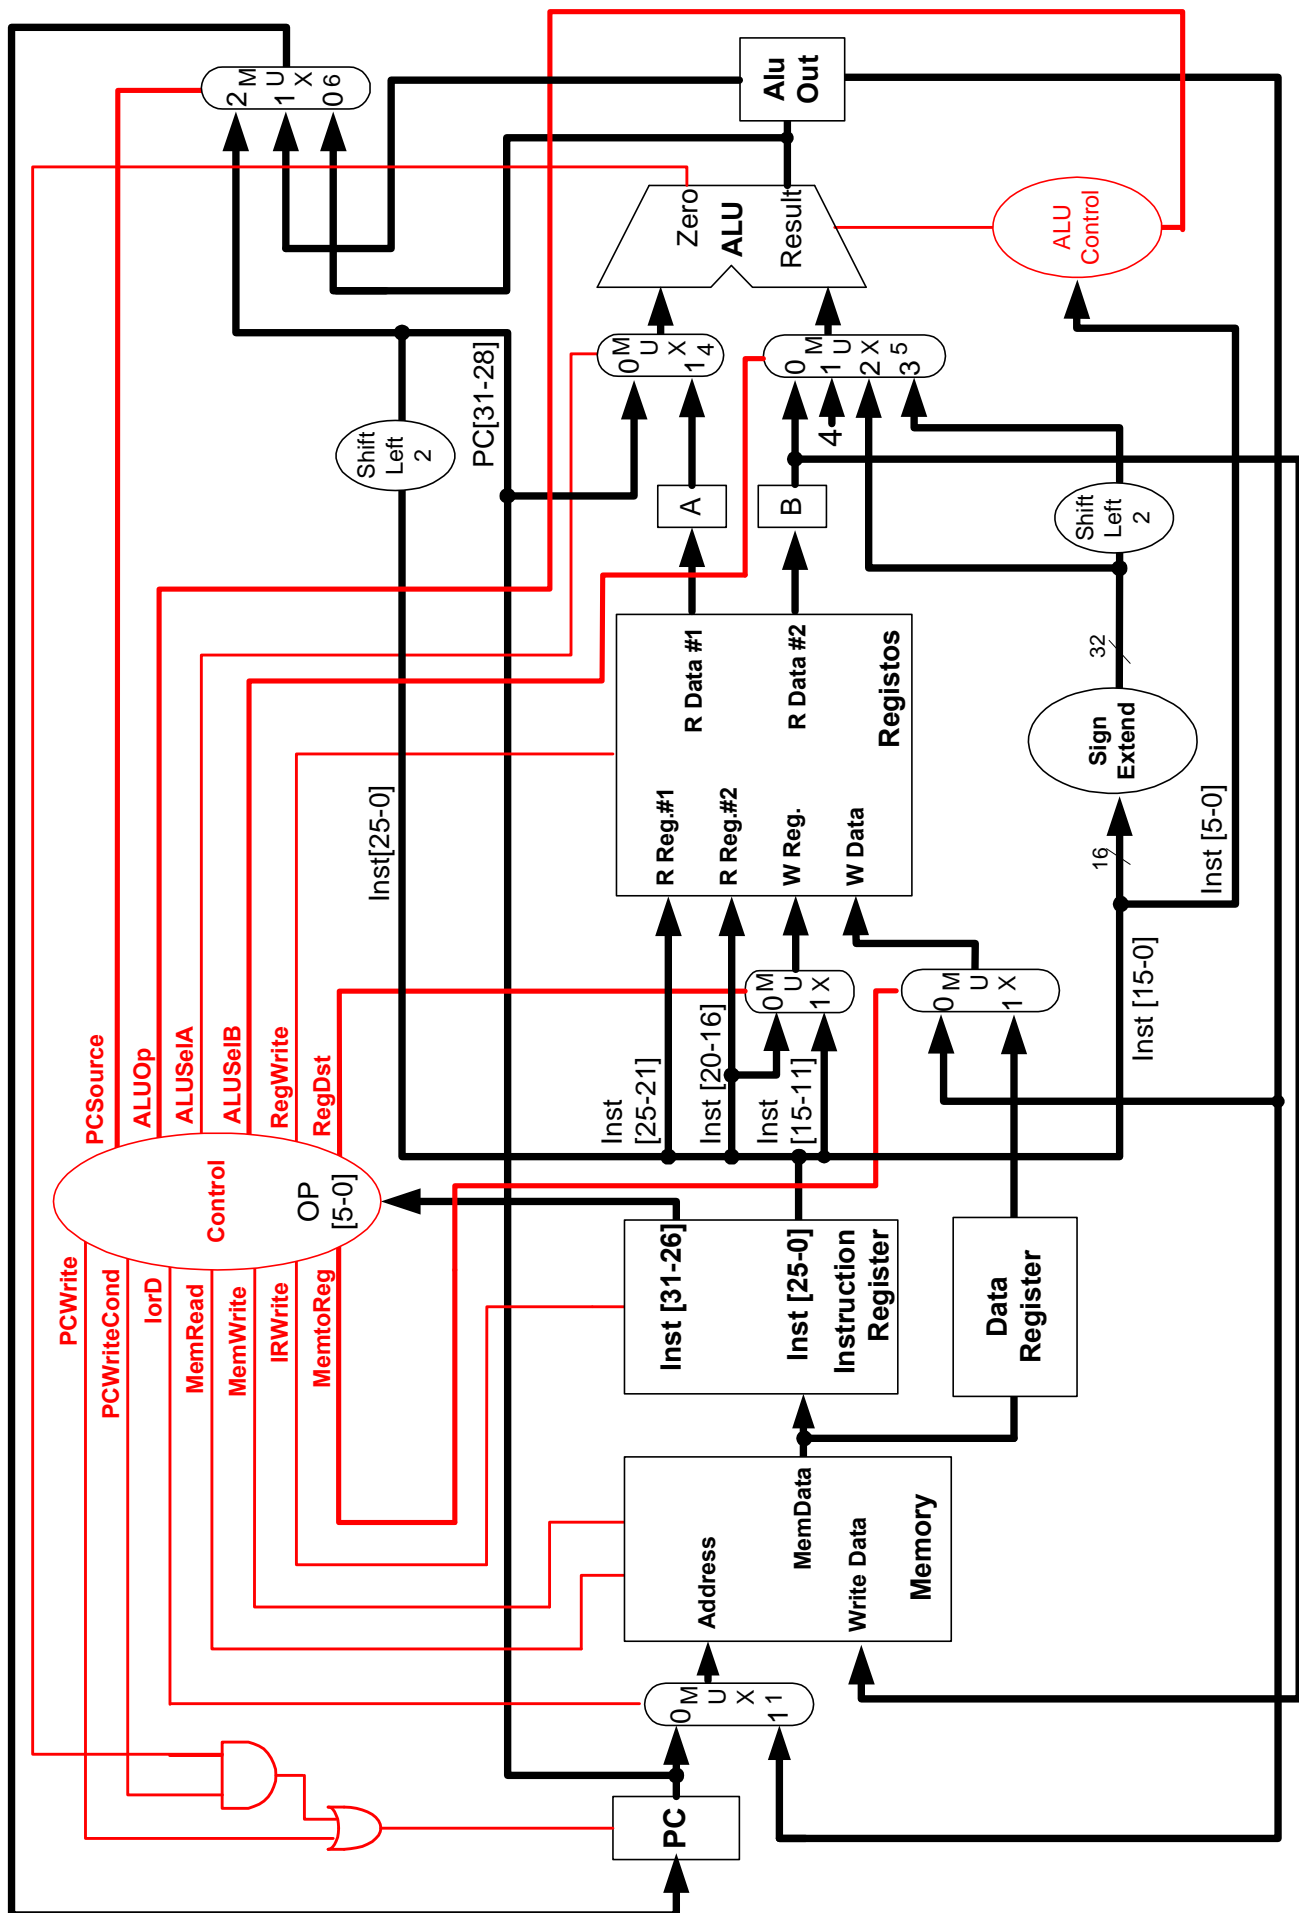 PCWrite
PCWriteCond
IorD
MemRead
MemWrite
IRWrite
MemtoReg
Control
OP
[5-0]
PCSource
ALUOp
ALUSelA
ALUSelB
RegWrite
RegDst
PC
0 M
U
X
1 1
Address
MemData
Write Data
Memory
Inst [31-26]
Inst [25-0]
Instruction
Register
Data
Register
Inst[25-0]
Inst
[25-21]
Inst [20-16]
Inst
[15-11]
0 M
U
1 X
0 M
U
1 X
Inst [15-0]
R Reg.#1
R Reg.#2
W Reg.
W Data
R Data #1
R Data #2
Registos
16
Sign
Extend
32
Inst [5-0]
Shift
Left
2
Shift
Left
2
PC[31-28]
A
B
4
0 M
U
X
1 4
0 M
1 U
2 X
3 5
Zero
ALU
Result
ALU
Control
Alu
Out
2 M
1 U
X
0 6